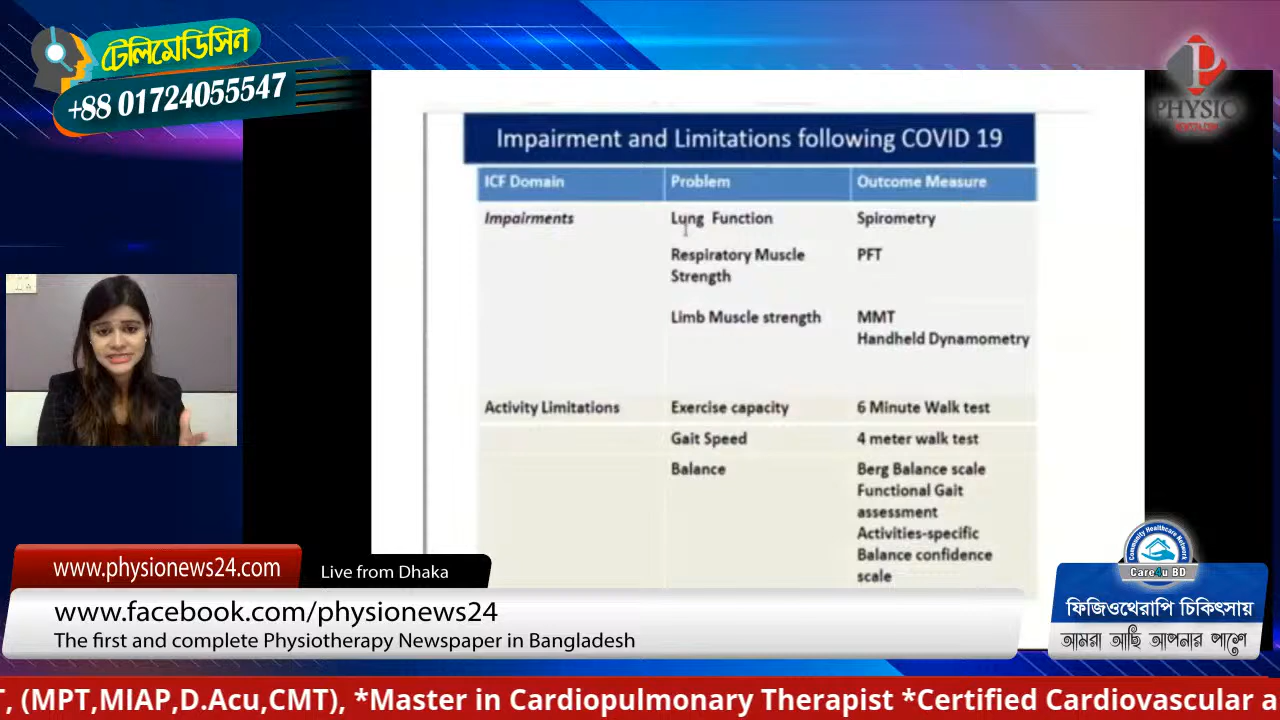 টেলিমেডিসিন
+88 01724055547
PHYSIO
Impairment and Limitations following COVID 19
ICF Domain Problem Outcome Measure
Impairments Lung Function Spirometry
Respiratory Muscle PFT
Strength
Limb Muscle strength MMT
Handheld Dynamometry
Activity Limitations Exercise capacity 6 Minute Walk test
Gait Speed 4 meter walk test
Balance Berg Balance scale
Functional Gait
assessment
Activities-specific
Balance confidence
scale
www.physionews24.com
Live from Dhaka
www.facebook.com/physionews24
The first and complete Physiotherapy Newspaper in Bangladesh
Community Healthcare Network
Care4u BD
ফিজিওথেরাপি চিকিৎসায়
আমরা আছি আপনার পাশে
T, (MPT,MIAP,D.Acu,CMT), *Master in Cardiopulmonary Therapist *Certified Cardiovascular a